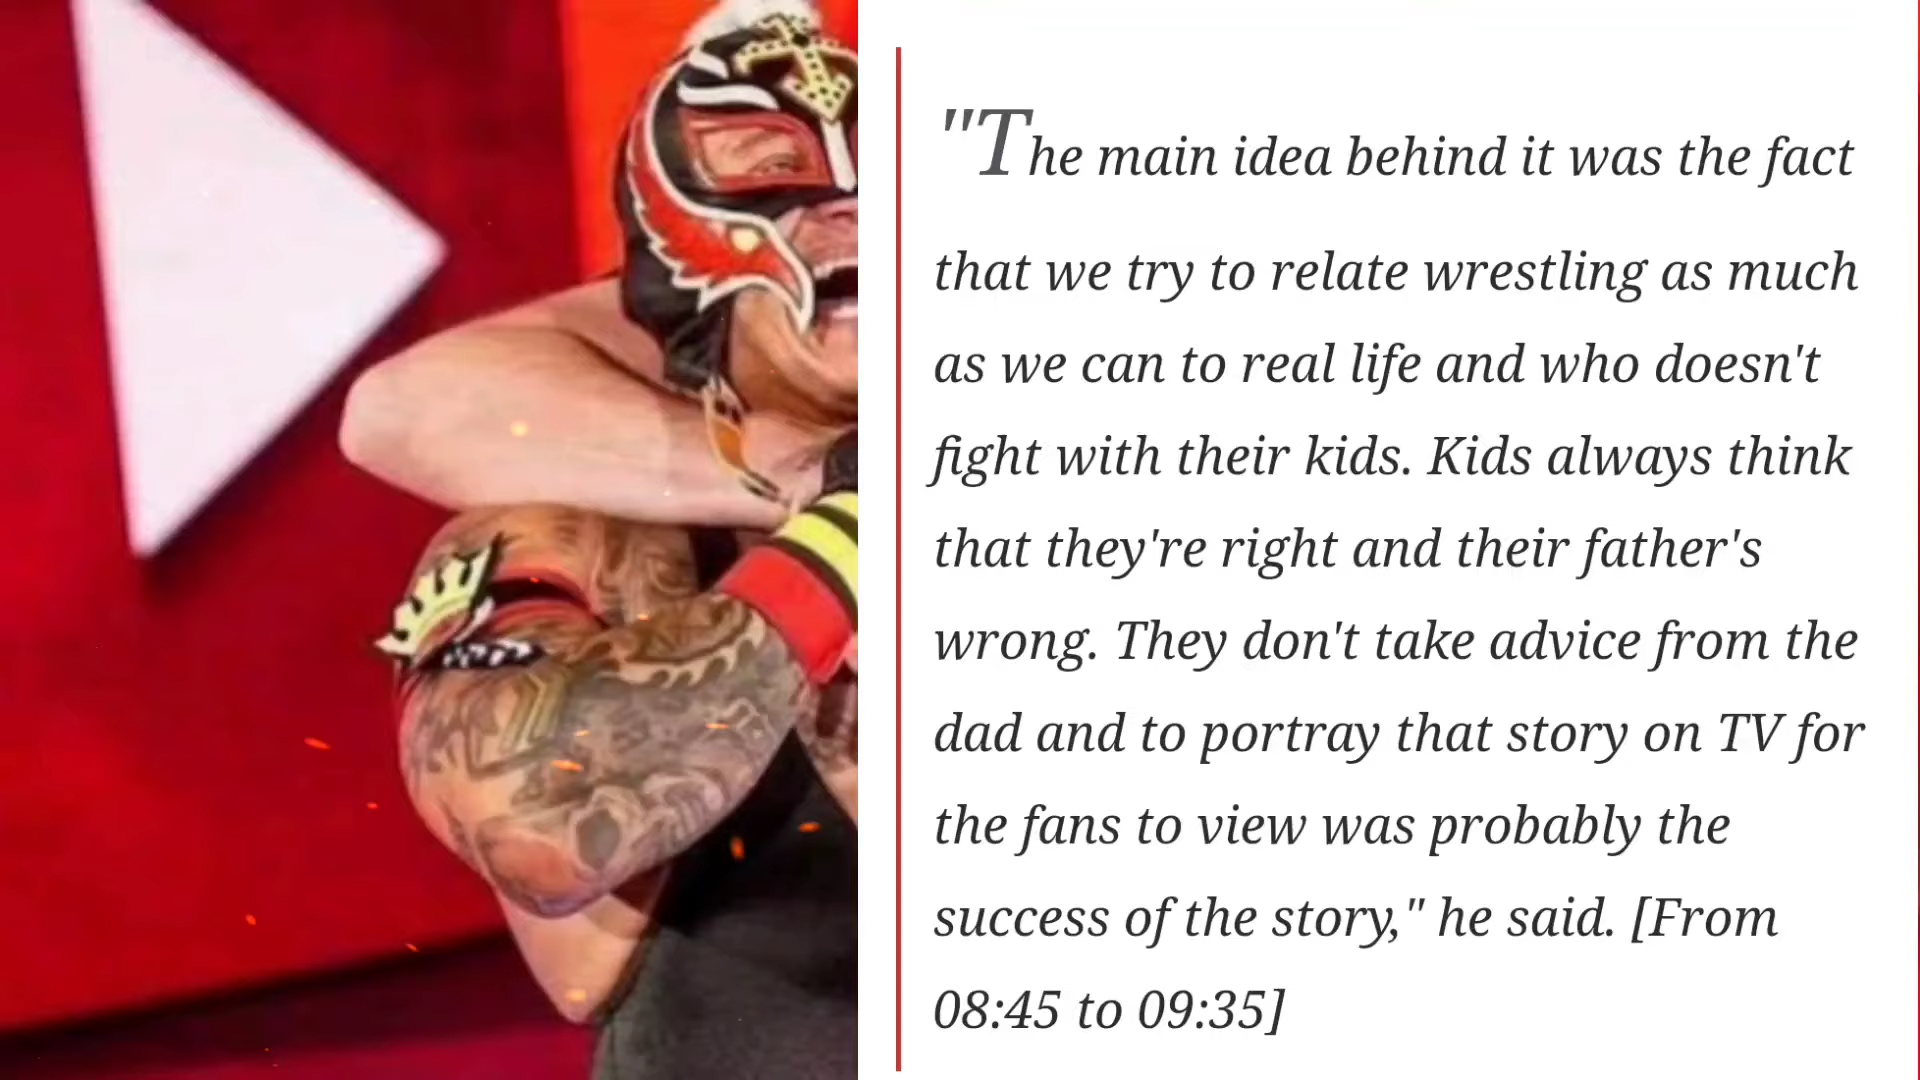 "The main idea behind it was the fact
that we try to relate wrestling as much
as we can to real life and who doesn't
fight with their kids. Kids always think
that they're right and their father's
wrong. They don't take advice from the
dad and to portray that story on TV for
the fans to view was probably the
success of the story," he said. [From
08:45 to 09:35]